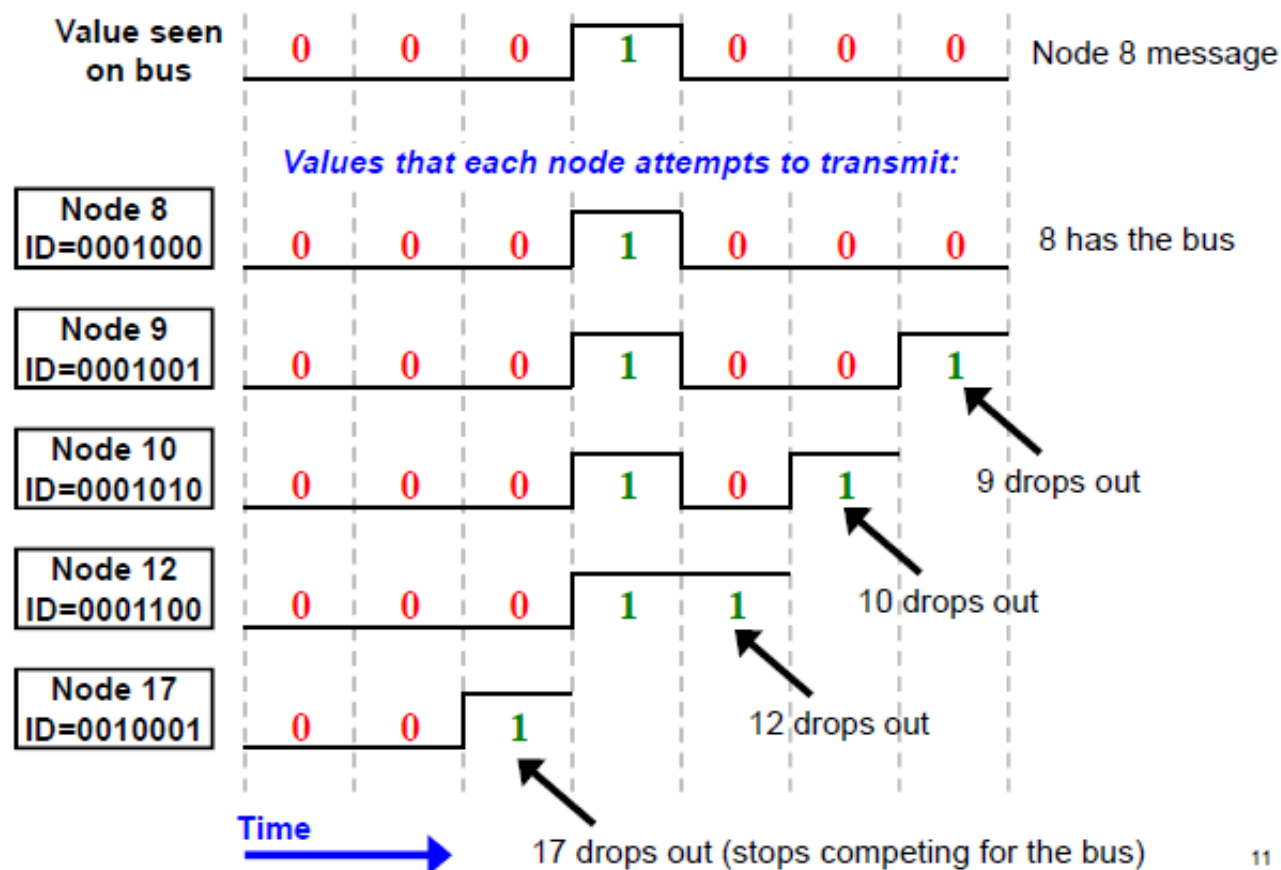 Value seen
on bus
0 0 0 1 0 0 0
Node 8 message
Values that each node attempts to transmit:
Node 8
ID=0001000
0 0 0 1 0 0 0
8 has the bus
Node 9
ID=0001001
0 0 0 1 0 0 1
9 drops out
Node 10
ID=0001010
0 0 0 1 0 1
10 drops out
Node 12
ID=0001100
0 0 0 1 1
12 drops out
Node 17
ID=0010001
0 0 1
Time
17 drops out (stops competing for the bus)
11